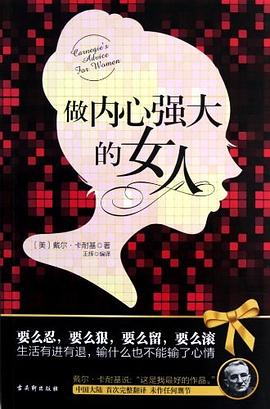 Carnegie's
Advice
For Women
做内心强大
的女人
[美]戴尔·卡耐基◎著
王辉◎编译
要么忍，要么狠，要么留，要么滚
生活有进有退，输什么也不能输了心情
戴尔·卡耐基说："这是我最好的作品。"
中国大陆 首次完整翻译 未作任何删节
古吴轩出版社